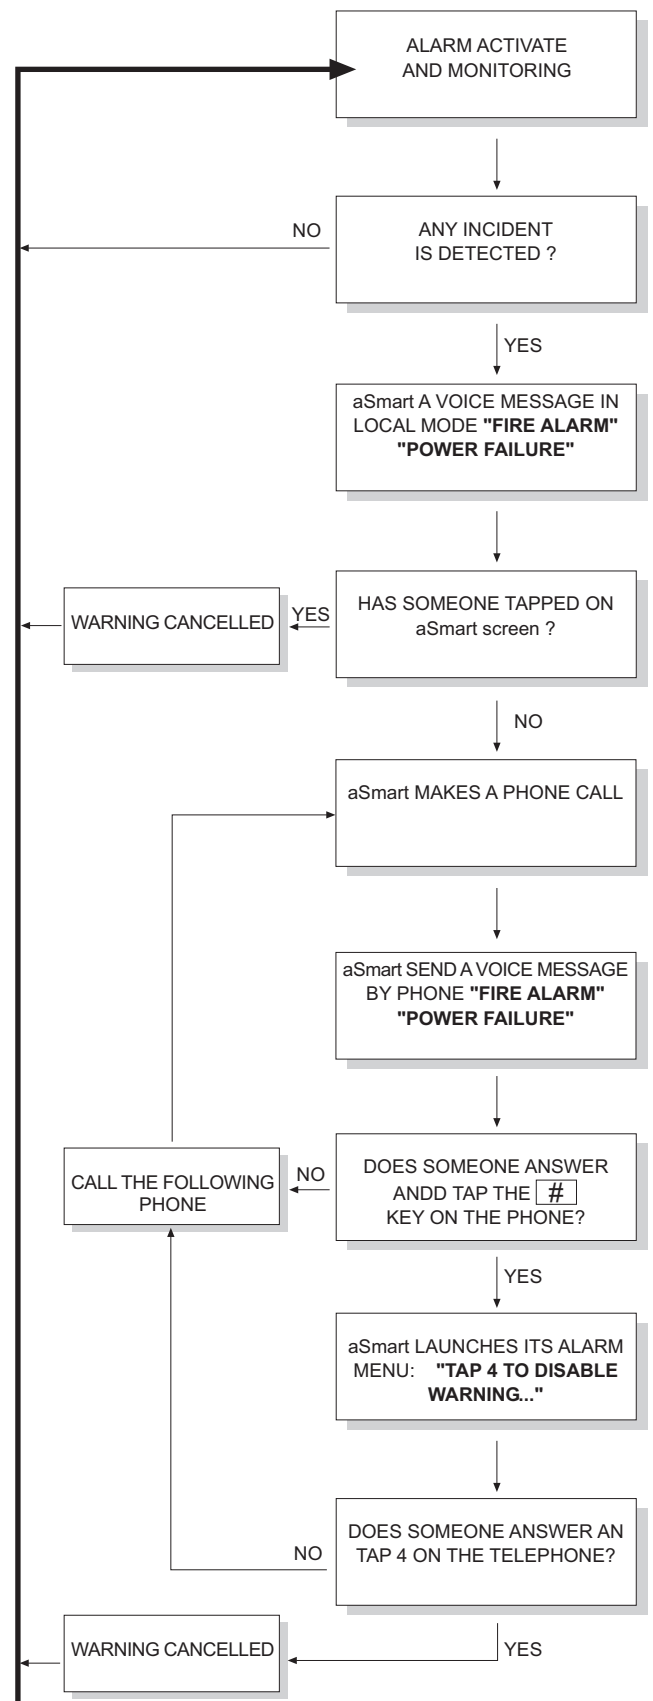 ALARM ACTIVATE
AND MONITORING
NO
ANY INCIDENT
IS DETECTED ?
YES
aSmart A VOICE MESSAGE IN
LOCAL MODE "FIRE ALARM"
"POWER FAILURE"
WARNING CANCELLED
YES
HAS SOMEONE TAPPED ON
aSmart screen ?
NO
aSmart MAKES A PHONE CALL
aSmart SEND A VOICE MESSAGE
BY PHONE "FIRE ALARM"
"POWER FAILURE"
CALL THE FOLLOWING
PHONE
NO
DOES SOMEONE ANSWER
ANDD TAP THE #
KEY ON THE PHONE?
YES
aSmart LAUNCHES ITS ALARM
MENU: "TAP 4 TO DISABLE
WARNING..."
NO
DOES SOMEONE ANSWER AN
TAP 4 ON THE TELEPHONE?
WARNING CANCELLED
YES